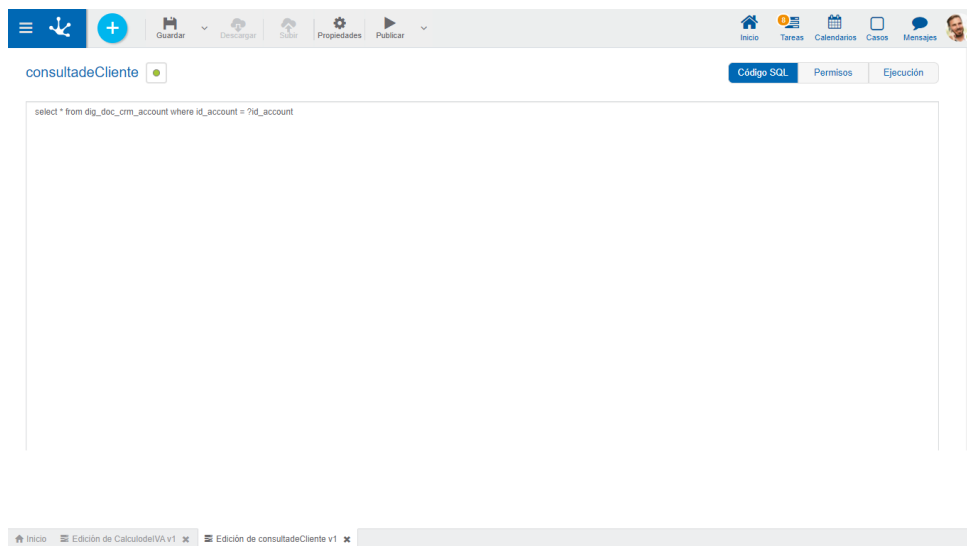 Guardar
Descargar
Subir
Propiedades
Publicar
Inicio
0
Tareas
Calendarios
Casos
Mensajes
consultadeCliente
Código SQL
Permisos
Ejecución
select * from dig_doc_crm_account where id_account = ?id_account
Inicio
Edición de CalculodeIVA v1
Edición de consultadeCliente v1